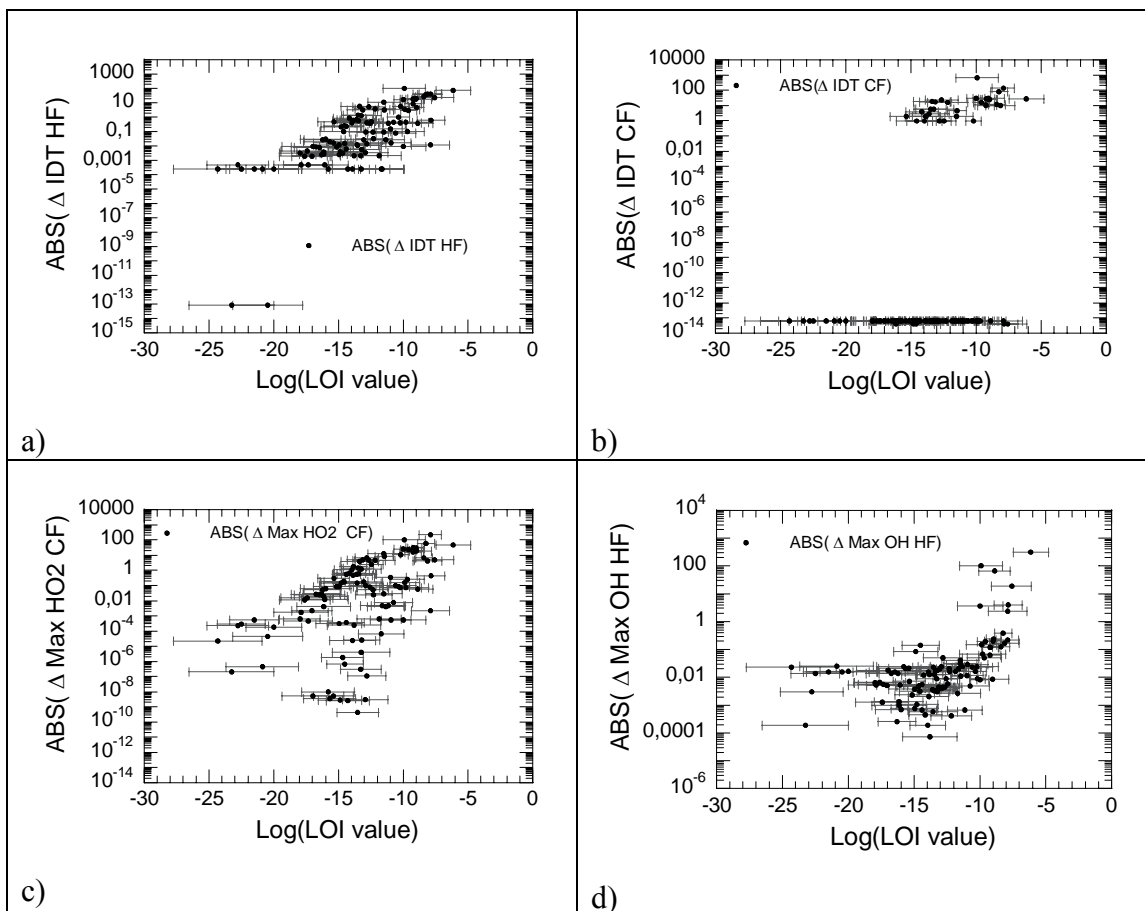 1000
10
0,1
0,001
10-5
10-7
10-9
10-11
10-13
10-15
ABS(Δ IDT HF)
ABS(Δ IDT HF)
-30 -25 -20 -15 -10 -5 0
Log(LOI value)
a)
10000
100
1
0,01
10-4
10-6
10-8
10-10
10-12
10-14
ABS(Δ IDT CF)
ABS(Δ IDT CF)
-30 -25 -20 -15 -10 -5 0
Log(LOI value)
b)
10000
100
1
0,01
10-4
10-6
10-8
10-10
10-12
10-14
ABS(Δ Max HO2 CF)
ABS(Δ Max HO2 CF)
-30 -25 -20 -15 -10 -5 0
Log(LOI value)
c)
104
100
1
0,01
0,0001
10-6
ABS(Δ Max OH HF)
ABS(Δ Max OH HF)
-30 -25 -20 -15 -10 -5 0
Log(LOI value)
d)